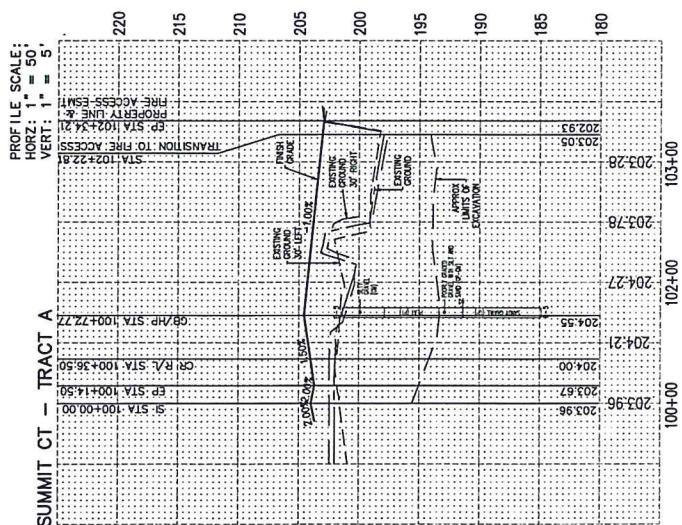 SUMMIT CT - TRACT A
PROFILE SCALE:
HORZ: 1" = 50'
VERT: 1" = 5'
220
215
210
205
200
195
190
185
180
SI STA 100+00.00
EP STA 100+14.50
CR R/L STA 100+36.50
GB/HP STA 100+72.77
STA 102+22.81
TRANSITION TO FIRE ACCESS
EP STA 102+34.21
PROPERTY LINE &
FIRE ACCESS ESMT
2.00%
2.00%
1.50%
-1.00%
FINISH
GRADE
EXISTING
GROUND
30' LEFT
EXISTING
GROUND
30' RIGHT
EXISTING
GROUND
APPROX
LIMITS OF
EXCAVATION
203.96
203.67
204.00
204.55
203.05
202.93
203.96
204.21
204.27
203.78
203.28
100+00
102+00
103+00